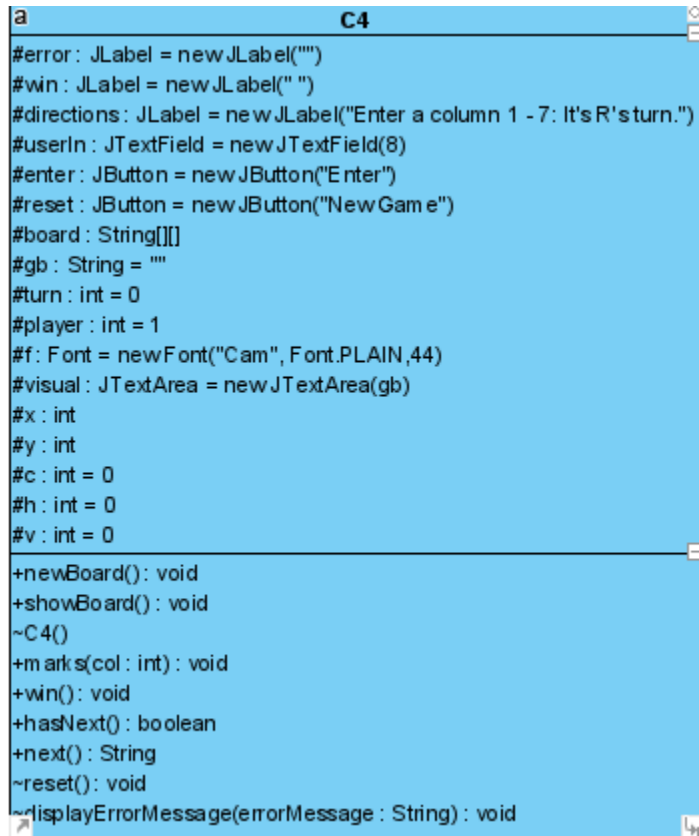 a
C4
#error : JLabel = new JLabel("")
#win : JLabel = new JLabel(" ")
#directions : JLabel = new JLabel("Enter a column 1 - 7: It's R's turn.")
#userIn : JTextField = new JTextField(8)
#enter : JButton = new JButton("Enter")
#reset : JButton = new JButton("New Game")
#board : String[][]
#gb : String = ""
#turn : int = 0
#player : int = 1
#f : Font = new Font("Cam", Font.PLAIN,44)
#visual : JTextArea = new JTextArea(gb)
#x : int
#y : int
#c : int = 0
#h : int = 0
#v : int = 0
+newBoard() : void
+showBoard() : void
~C4()
+marks(col : int) : void
+win() : void
+hasNext() : boolean
+next() : String
~reset() : void
~displayErrorMessage(errorMessage : String) : void